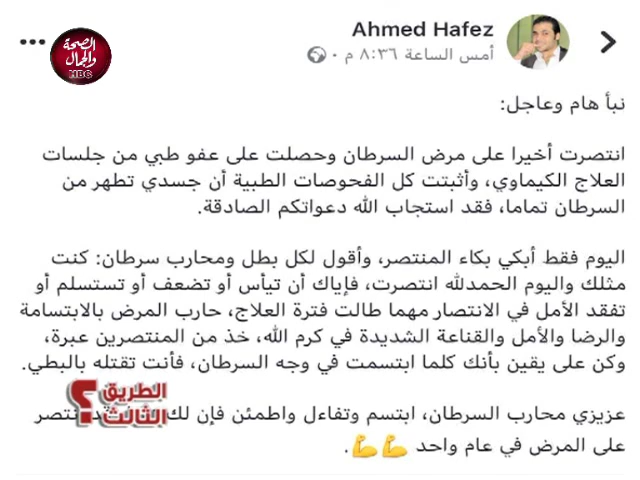 Ahmed Hafez
أمس الساعة ٨:٣٦ م
الصحة
والجمال
MBC
نبأ هام وعاجل:
انتصرت أخيرا على مرض السرطان وحصلت على عفو طبي من جلسات
العلاج الكيماوي، وأثبتت كل الفحوصات الطبية أن جسدي تطهر من
السرطان تماما، فقد استجاب الله دعواتكم الصادقة.
اليوم فقط أبكي بكاء المنتصر، وأقول لكل بطل ومحارب سرطان: كنت
مثلك واليوم الحمدلله انتصرت، فإياك أن تيأس أو تضعف أو تستسلم أو
تفقد الأمل في الانتصار مهما طالت فترة العلاج، حارب المرض بالابتسامة
والرضا والأمل والقناعة الشديدة في كرم الله، خذ من المنتصرين عبرة،
وكن على يقين بأنك كلما ابتسمت في وجه السرطان، فأنت تقتله بالبطي.
الطريق
الثالث؟
عزيزي محارب السرطان، ابتسم وتفاءل واطمئن فإن لك
على المرض في عام واحد 💪💪.